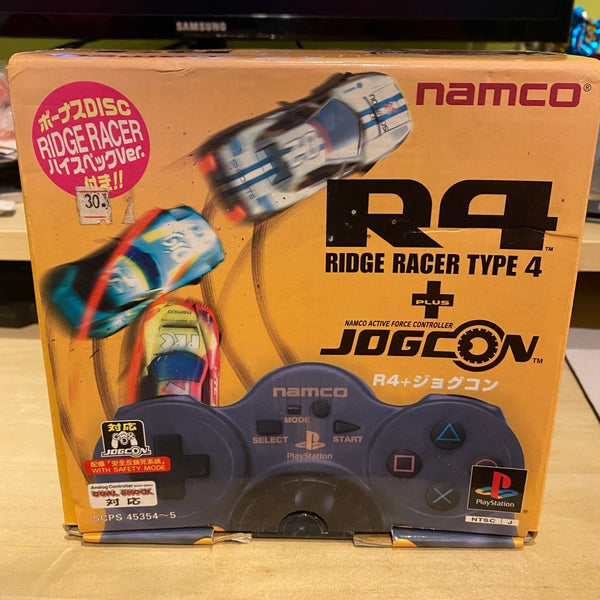 SAMSUNG
namco®
ボーナスDISC
RIDGE RACER
ハイスペックVer.
付き!!
30
R4™
RIDGE RACER TYPE 4
+
PLUS
NAMCO ACTIVE FORCE CONTROLLER
JOGCON™
R4+ジョグコン
namco
MODE
SELECT
START
PlayStation
対応
JOGCON
WITH SAFETY MODE
Analog Controller
DUAL SHOCK
対応
SCPS 45354~5
PlayStation
NTSC J